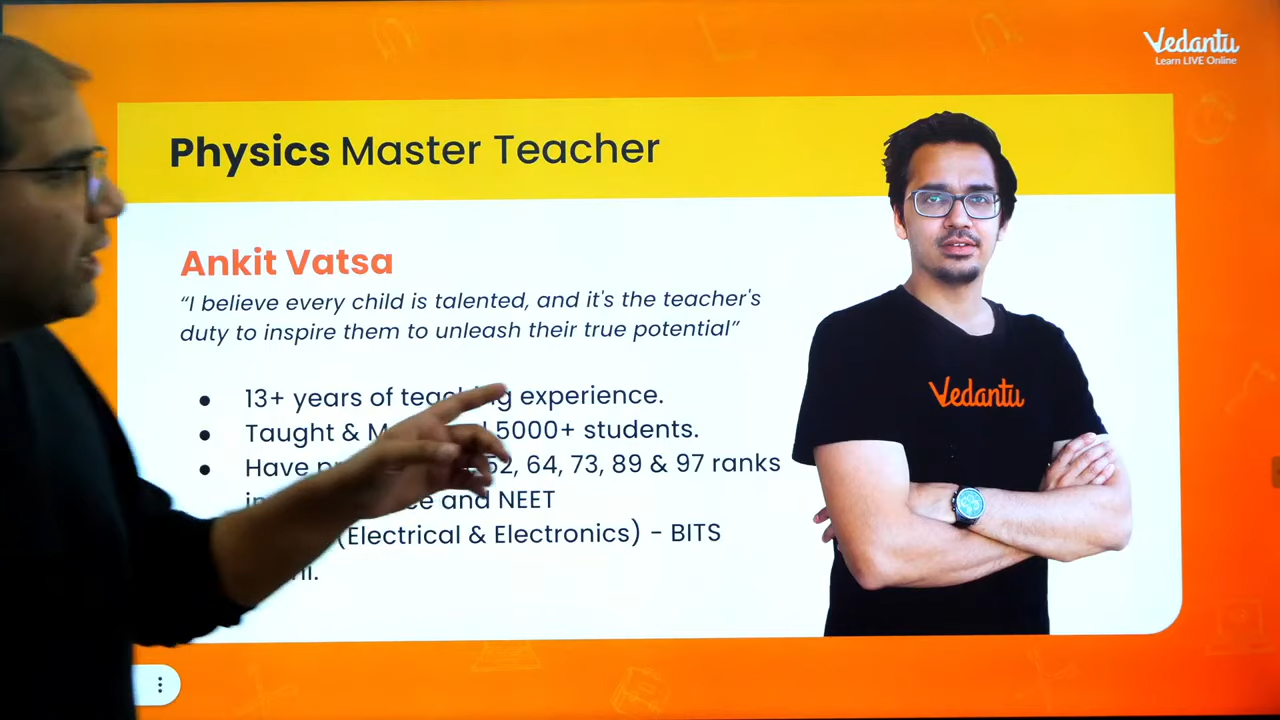 Vedantu
Learn LIVE Online
Physics Master Teacher
Ankit Vatsa
“I believe every child is talented, and it's the teacher's
duty to inspire them to unleash their true potential”
13+ years of teaching experience.
Taught & 5000+ students.
Have 64, 73, 89 & 97 ranks
and NEET
(Electrical & Electronics) - BITS
Vedantu